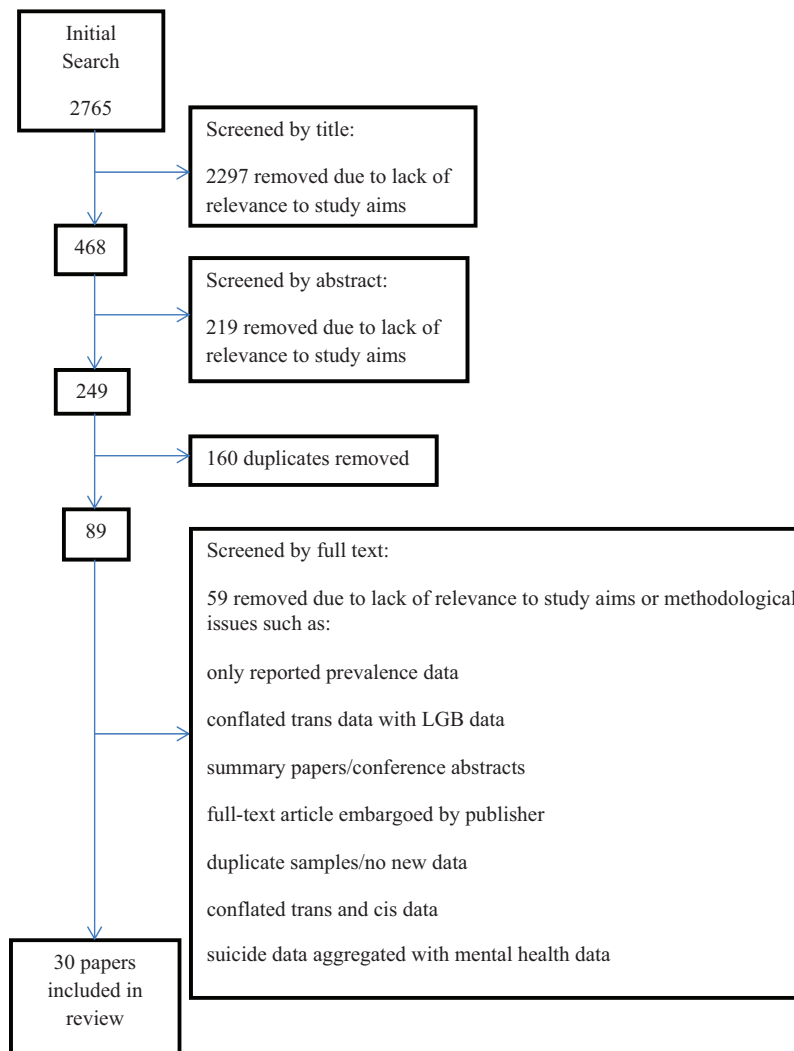 Initial
Search
2765
Screened by title:
2297 removed due to lack of
relevance to study aims
468
Screened by abstract:
219 removed due to lack of
relevance to study aims
249
160 duplicates removed
89
Screened by full text:
59 removed due to lack of relevance to study aims or methodological
issues such as:
only reported prevalence data
conflated trans data with LGB data
summary papers/conference abstracts
full-text article embargoed by publisher
duplicate samples/no new data
conflated trans and cis data
suicide data aggregated with mental health data
30 papers
included in
review